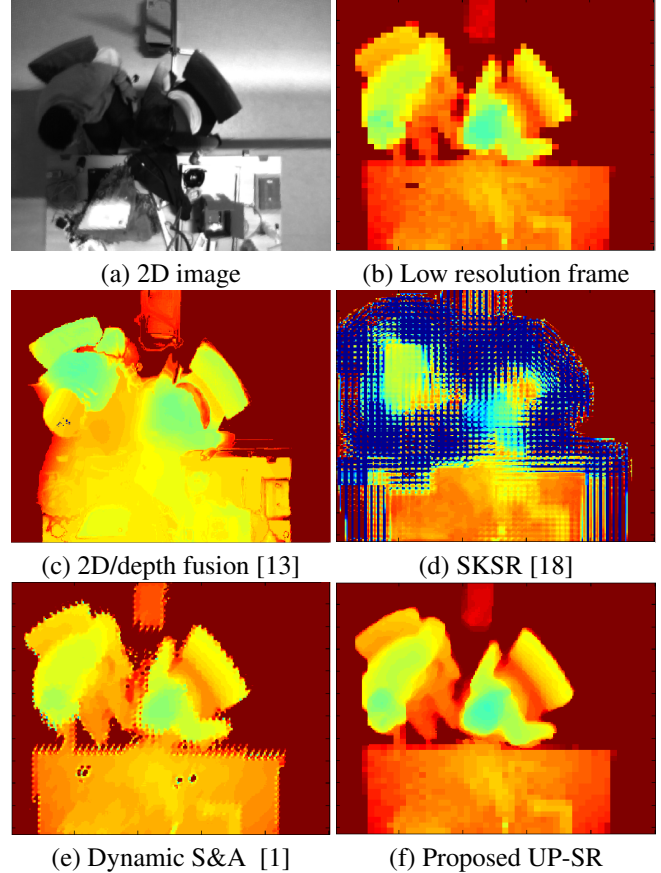 (a) 2D image
(b) Low resolution frame
(c) 2D/depth fusion [13]
(d) SKSR [18]
(e) Dynamic S&A [1]
(f) Proposed UP-SR